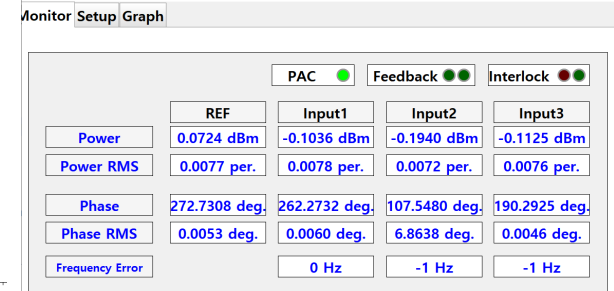 Monitor Setup Graph
PAC Feedback Interlock
REF Input1 Input2 Input3
Power 0.0724 dBm -0.1036 dBm -0.1940 dBm -0.1125 dBm
Power RMS 0.0077 per. 0.0078 per. 0.0072 per. 0.0076 per.
Phase 272.7308 deg. 262.2732 deg. 107.5480 deg. 190.2925 deg.
Phase RMS 0.0053 deg. 0.0060 deg. 6.8638 deg. 0.0046 deg.
Frequency Error 0 Hz -1 Hz -1 Hz